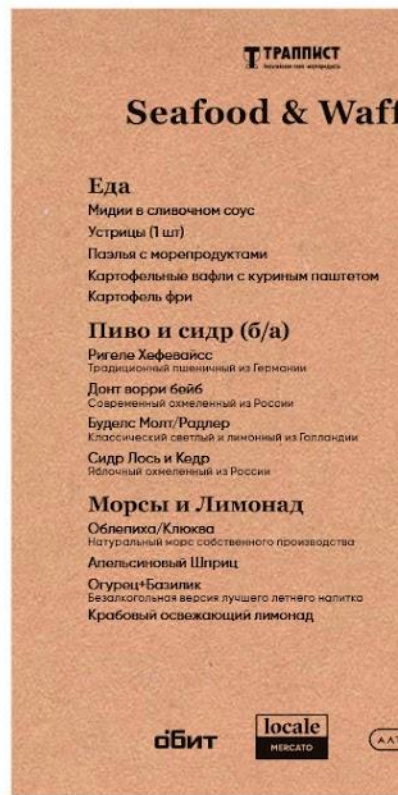 ТРАППИСТ
Seafood & Waff
Еда
Мидии в сливочном соус
Устрицы (1 шт)
Паэлья с морепродуктами
Картофельные вафли с куриным паштетом
Картофель фри
Пиво и сидр (б/а)
Ригеле Хефевайсс
Традиционный пшеничный из Германии
Донт ворри бейб
Современный охмеленный из России
Буделс Молт/Радлер
Классический светлый и лимонный из Голландии
Сидр Лось и Кедр
Яблочный охмеленный из России
Морсы и Лимонад
Облепиха/Клюква
Натуральный морс собственного производства
Апельсиновый Шприц
Огурец+Базилик
Безалкогольная версия лучшего летнего напитка
Крабовый освежающий лимонад
ОБИТ
locale
MERCATO